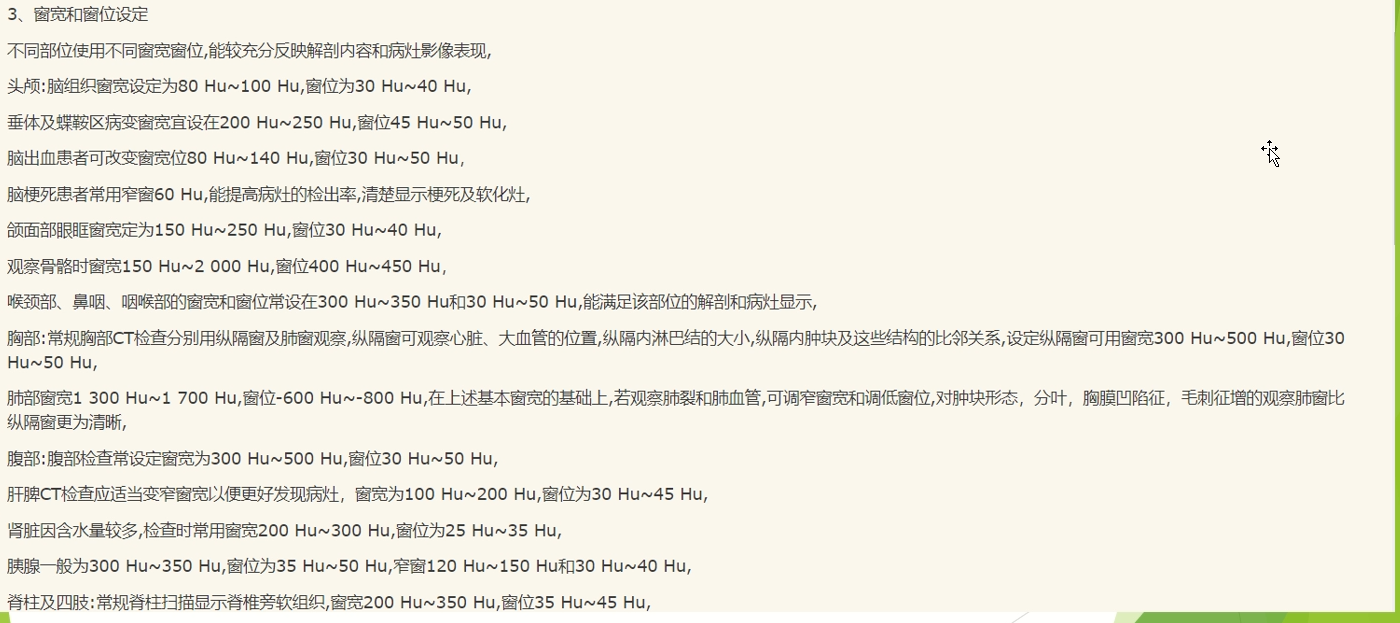 3、窗宽和窗位设定
不同部位使用不同窗宽窗位,能较充分反映解剖内容和病灶影像表现,
头颅:脑组织窗宽设定为80 Hu~100 Hu,窗位为30 Hu~40 Hu,
垂体及蝶鞍区病变窗宽宜设在200 Hu~250 Hu,窗位45 Hu~50 Hu,
脑出血患者可改变窗宽位80 Hu~140 Hu,窗位30 Hu~50 Hu,
脑梗死患者常用窄窗60 Hu,能提高病灶的检出率,清楚显示梗死及软化灶,
颌面部眼眶窗宽定为150 Hu~250 Hu,窗位30 Hu~40 Hu,
观察骨骼时窗宽150 Hu~2 000 Hu,窗位400 Hu~450 Hu,
喉颈部、鼻咽、咽喉部的窗宽和窗位常设在300 Hu~350 Hu和30 Hu~50 Hu,能满足该部位的解剖和病灶显示,
胸部:常规胸部CT检查分别用纵隔窗及肺窗观察,纵隔窗可观察心脏、大血管的位置,纵隔内淋巴结的大小,纵隔内肿块及这些结构的比邻关系,设定纵隔窗可用窗宽300 Hu~500 Hu,窗位30
Hu~50 Hu,
肺部窗宽1 300 Hu~1 700 Hu,窗位-600 Hu~-800 Hu,在上述基本窗宽的基础上,若观察肺裂和肺血管,可调窄窗宽和调低窗位,对肿块形态，分叶，胸膜凹陷征，毛刺征增的观察肺窗比
纵隔窗更为清晰,
腹部:腹部检查常设定窗宽为300 Hu~500 Hu,窗位30 Hu~50 Hu,
肝脾CT检查应适当变窄窗宽以便更好发现病灶，窗宽为100 Hu~200 Hu,窗位为30 Hu~45 Hu,
肾脏因含水量较多,检查时常用窗宽200 Hu~300 Hu,窗位为25 Hu~35 Hu,
胰腺一般为300 Hu~350 Hu,窗位为35 Hu~50 Hu,窄窗120 Hu~150 Hu和30 Hu~40 Hu,
脊柱及四肢:常规脊柱扫描显示脊椎旁软组织,窗宽200 Hu~350 Hu,窗位35 Hu~45 Hu,